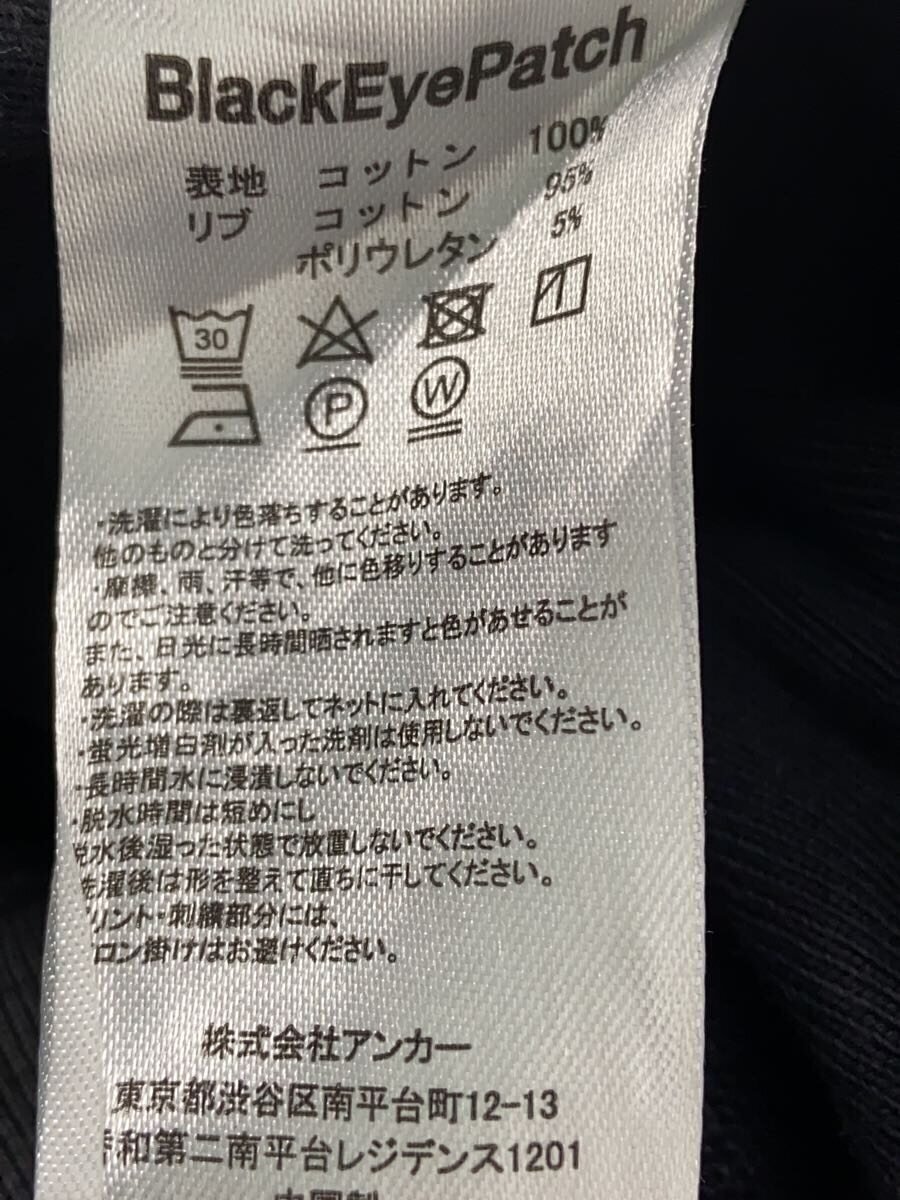 BlackEyePatch
表地 コットン 100%
リブ コットン 95%
ポリウレタン 5%
30
P W
・洗濯により色落ちすることがあります。
他のものと分けて洗ってください。
・摩擦、雨、汗等で、他に色移りすることがあります
のでご注意ください。
また、日光に長時間晒されますと色があせることが
あります。
・洗濯の際は裏返してネットに入れてください。
・蛍光増白剤が入った洗剤は使用しないでください。
・長時間水に浸漬しないでください。
・脱水時間は短めにし
脱水後湿った状態で放置しないでください。
洗濯後は形を整えて直ちに干してください。
リント・刺繍部分には、
ロン掛けはお避けください。
株式会社アンカー
東京都渋谷区南平台町12-13
和第二南平台レジデンス1201
中国製